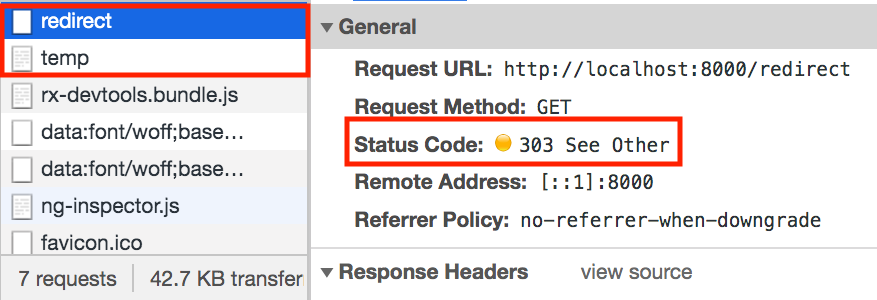 redirect
temp
rx-devtools.bundle.js
data:font/woff;base…
data:font/woff;base…
ng-inspector.js
favicon.ico
7 requests
42.7 KB transfer
General
Request URL: http://localhost:8000/redirect
Request Method: GET
Status Code: 303 See Other
Remote Address: [::1]:8000
Referrer Policy: no-referrer-when-downgrade
Response Headers view source